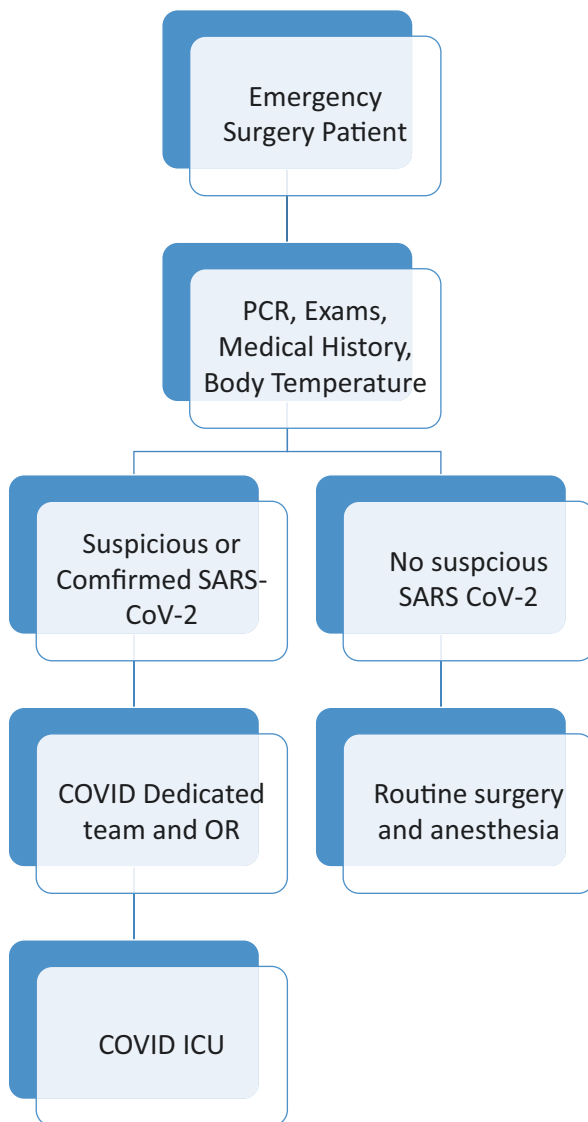 Emergency
Surgery Patient
PCR, Exams,
Medical History,
Body Temperature
Suspicious or
Comfirmed SARS-
CoV-2
No suspcious
SARS CoV-2
COVID Dedicated
team and OR
Routine surgery
and anesthesia
COVID ICU